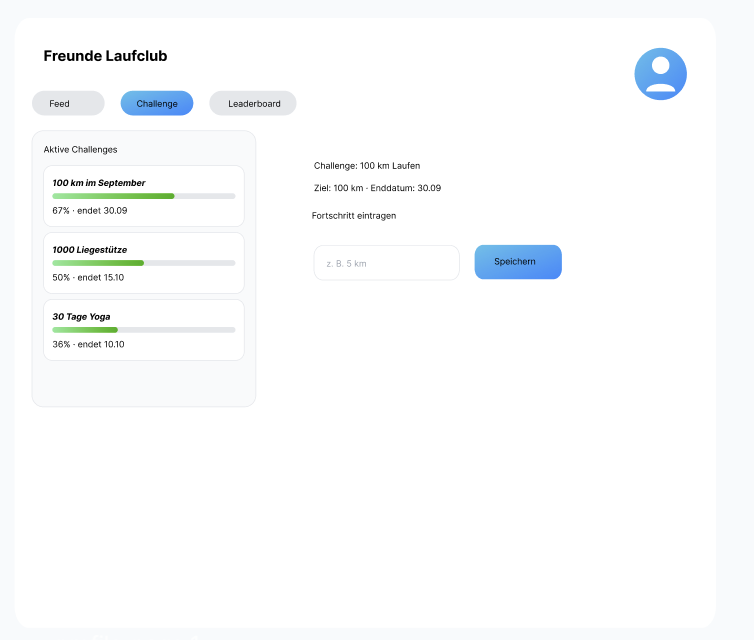 Freunde Laufclub
Feed
Challenge
Leaderboard
Aktive Challenges
100 km im September
67% · endet 30.09
1000 Liegestütze
50% · endet 15.10
30 Tage Yoga
36% · endet 10.10
Challenge: 100 km Laufen
Ziel: 100 km · Enddatum: 30.09
Fortschritt eintragen
z. B. 5 km
Speichern